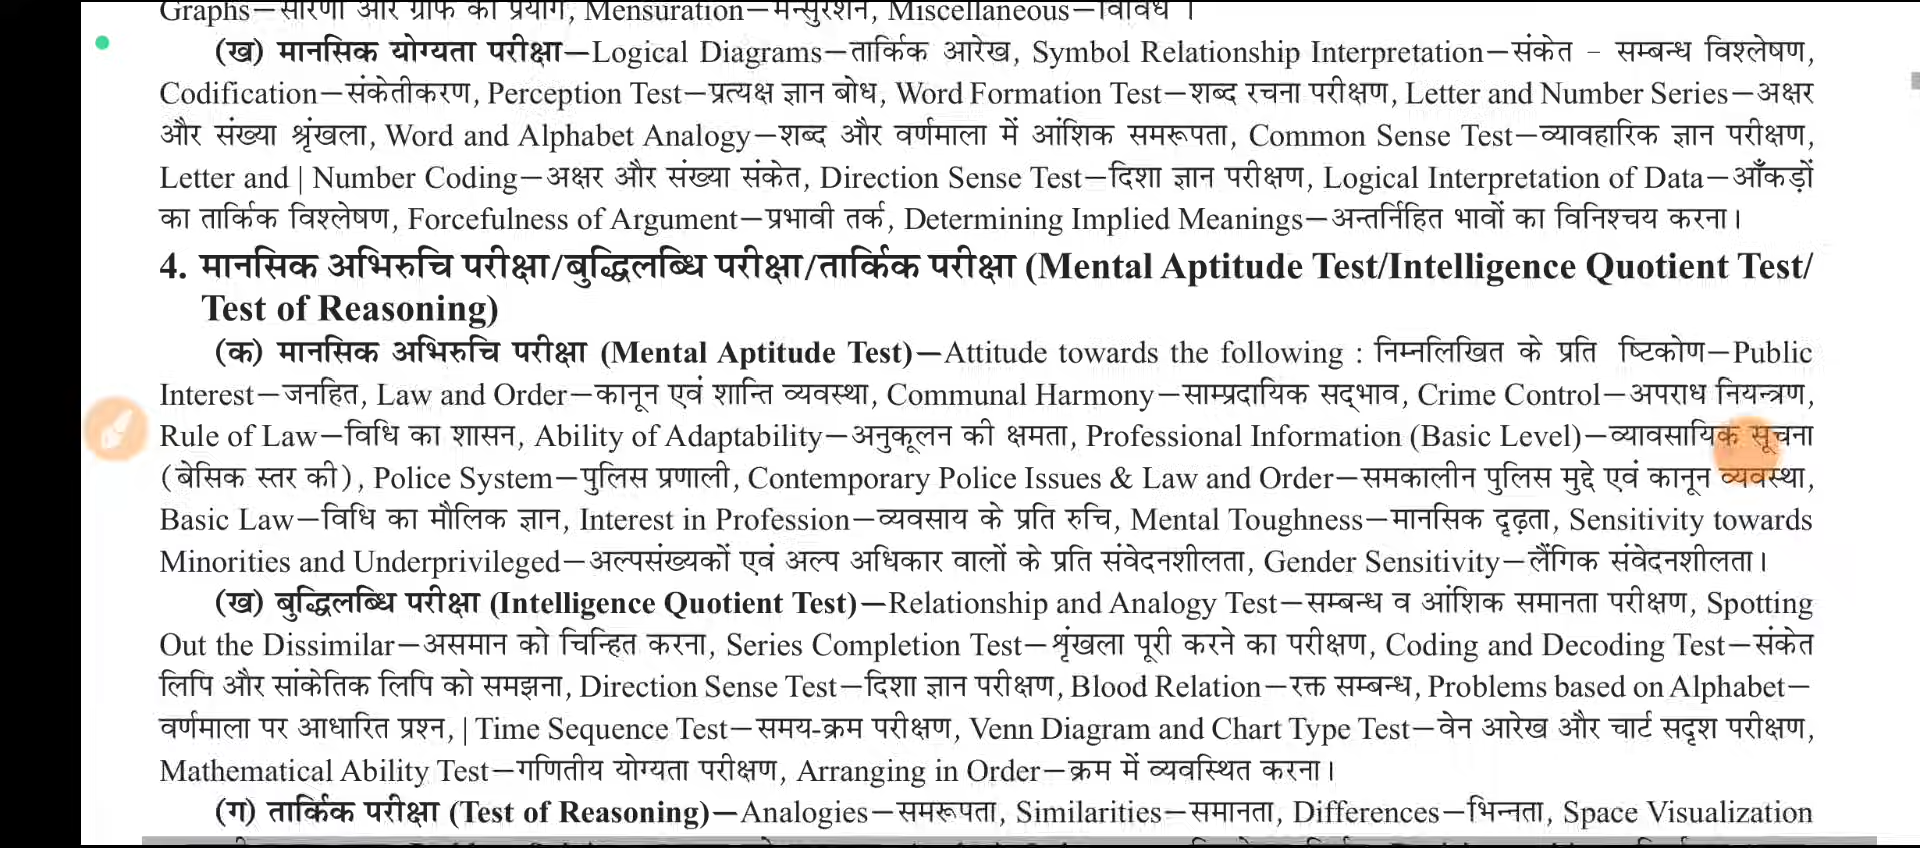 Graphs—सारणी और ग्राफ का प्रयोग, Mensuration—मेन्सुरेशन, Miscellaneous—विविध ।
(ख) मानसिक योग्यता परीक्षा—Logical Diagrams—तार्किक आरेख, Symbol Relationship Interpretation—संकेत – सम्बन्ध विश्लेषण,
Codification—संकेतीकरण, Perception Test—प्रत्यक्ष ज्ञान बोध, Word Formation Test—शब्द रचना परीक्षण, Letter and Number Series—अक्षर
और संख्या श्रृंखला, Word and Alphabet Analogy—शब्द और वर्णमाला में आंशिक समरूपता, Common Sense Test—व्यावहारिक ज्ञान परीक्षण,
Letter and | Number Coding—अक्षर और संख्या संकेत, Direction Sense Test—दिशा ज्ञान परीक्षण, Logical Interpretation of Data—आँकड़ों
का तार्किक विश्लेषण, Forcefulness of Argument—प्रभावी तर्क, Determining Implied Meanings—अन्तर्निहित भावों का विनिश्चय करना।
4. मानसिक अभिरुचि परीक्षा/बुद्धिलब्धि परीक्षा/तार्किक परीक्षा (Mental Aptitude Test/Intelligence Quotient Test/
Test of Reasoning)
(क) मानसिक अभिरुचि परीक्षा (Mental Aptitude Test)—Attitude towards the following : निम्नलिखित के प्रति ष्टिकोण—Public
Interest—जनहित, Law and Order—कानून एवं शान्ति व्यवस्था, Communal Harmony—साम्प्रदायिक सद्भाव, Crime Control—अपराध नियन्त्रण,
Rule of Law—विधि का शासन, Ability of Adaptability—अनुकूलन की क्षमता, Professional Information (Basic Level)—व्यावसायिक सूचना
(बेसिक स्तर की), Police System—पुलिस प्रणाली, Contemporary Police Issues & Law and Order—समकालीन पुलिस मुद्दे एवं कानून व्यवस्था,
Basic Law—विधि का मौलिक ज्ञान, Interest in Profession—व्यवसाय के प्रति रुचि, Mental Toughness—मानसिक दृढ़ता, Sensitivity towards
Minorities and Underprivileged—अल्पसंख्यकों एवं अल्प अधिकार वालों के प्रति संवेदनशीलता, Gender Sensitivity—लैंगिक संवेदनशीलता।
(ख) बुद्धिलब्धि परीक्षा (Intelligence Quotient Test)—Relationship and Analogy Test—सम्बन्ध व आंशिक समानता परीक्षण, Spotting
Out the Dissimilar—असमान को चिन्हित करना, Series Completion Test—शृंखला पूरी करने का परीक्षण, Coding and Decoding Test—संकेत
लिपि और सांकेतिक लिपि को समझना, Direction Sense Test—दिशा ज्ञान परीक्षण, Blood Relation—रक्त सम्बन्ध, Problems based on Alphabet—
वर्णमाला पर आधारित प्रश्न, | Time Sequence Test—समय-क्रम परीक्षण, Venn Diagram and Chart Type Test—वेन आरेख और चार्ट सदृश परीक्षण,
Mathematical Ability Test—गणितीय योग्यता परीक्षण, Arranging in Order—क्रम में व्यवस्थित करना।
(ग) तार्किक परीक्षा (Test of Reasoning)—Analogies—समरूपता, Similarities—समानता, Differences—भिन्नता, Space Visualization